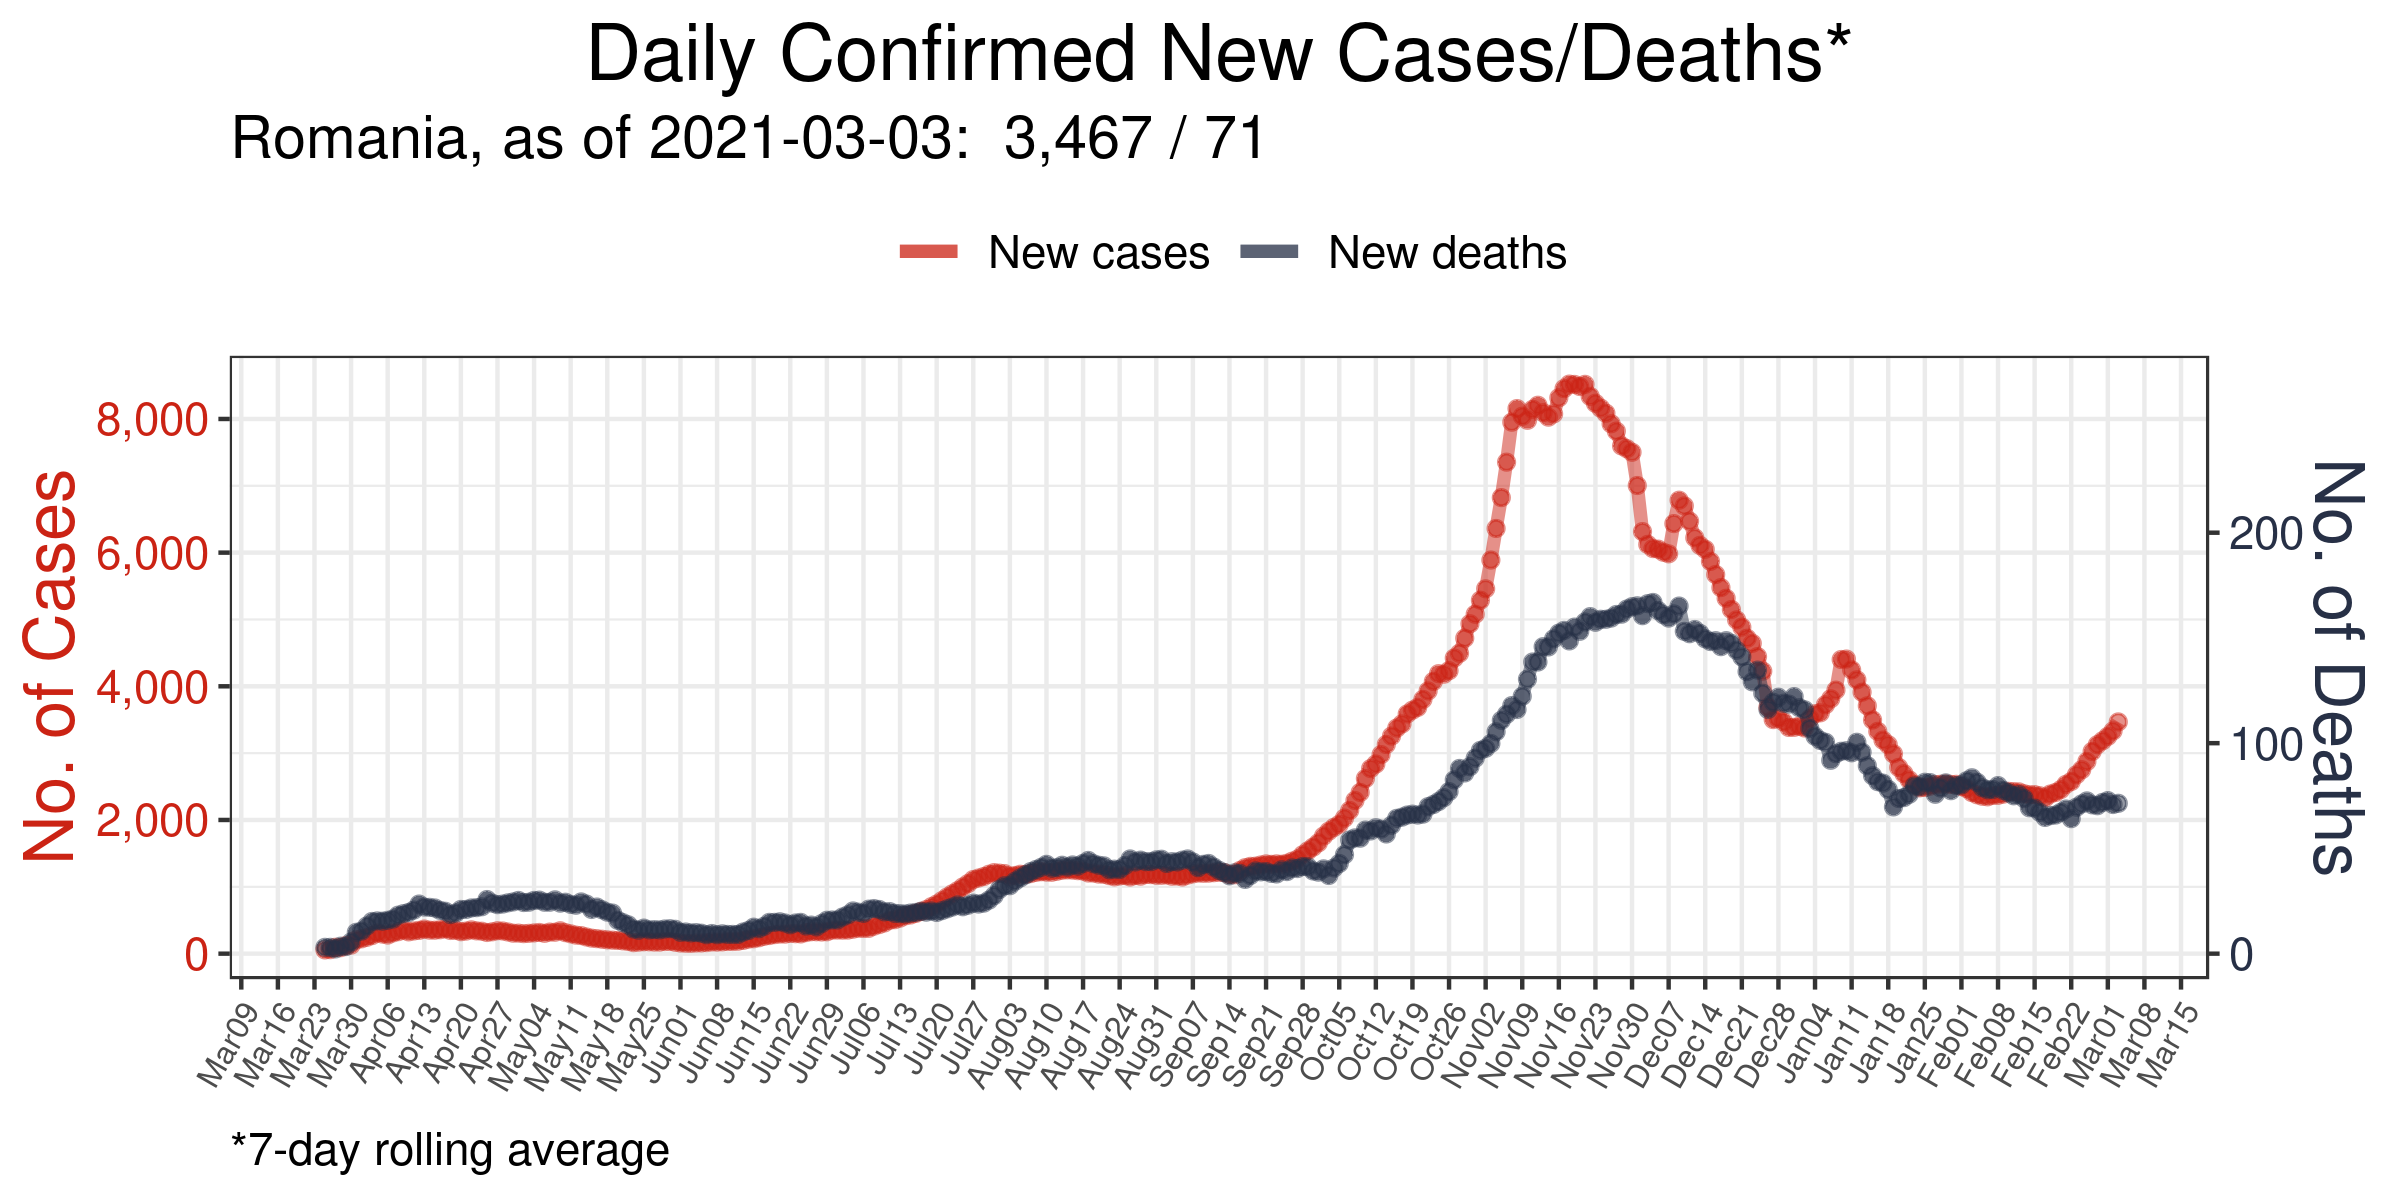 Daily Confirmed New Cases/Deaths*
Romania, as of 2021-03-03:  3,467 / 71
New cases
New deaths
No. of Cases
8,000
6,000
4,000
2,000
0
200
100
0
No. of Deaths
Mar09
Mar16
Mar23
Mar30
Apr06
Apr13
Apr20
Apr27
May04
May11
May18
May25
Jun01
Jun08
Jun15
Jun22
Jun29
Jul06
Jul13
Jul20
Jul27
Aug03
Aug10
Aug17
Aug24
Aug31
Sep07
Sep14
Sep21
Sep28
Oct05
Oct12
Oct19
Oct26
Nov02
Nov09
Nov16
Nov23
Nov30
Dec07
Dec14
Dec21
Dec28
Jan04
Jan11
Jan18
Jan25
Feb01
Feb08
Feb15
Feb22
Mar01
Mar08
Mar15
*7-day rolling average